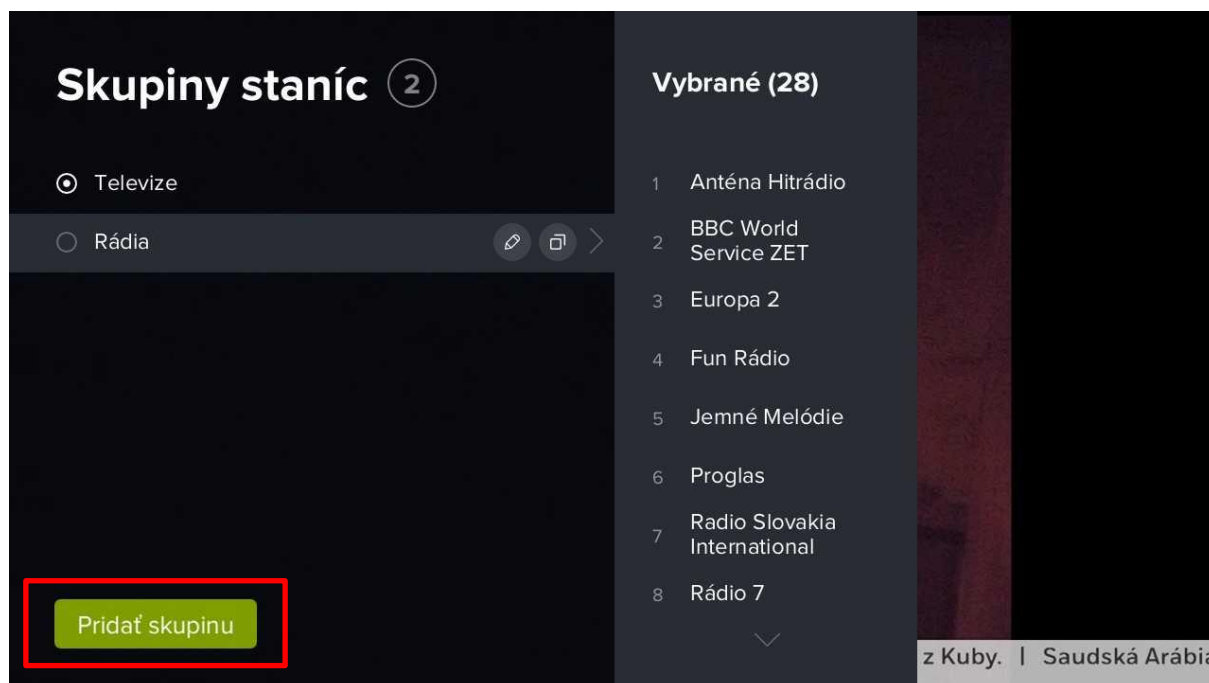 Skupiny staníc 2
Televize
Rádia
Pridať skupinu
Vybrané (28)
1 Anténa Hitrádio
2 BBC World
Service ZET
3 Europa 2
4 Fun Rádio
5 Jemné Melódie
6 Proglas
7 Radio Slovakia
International
8 Rádio 7
z Kuby. | Saudská Arábia